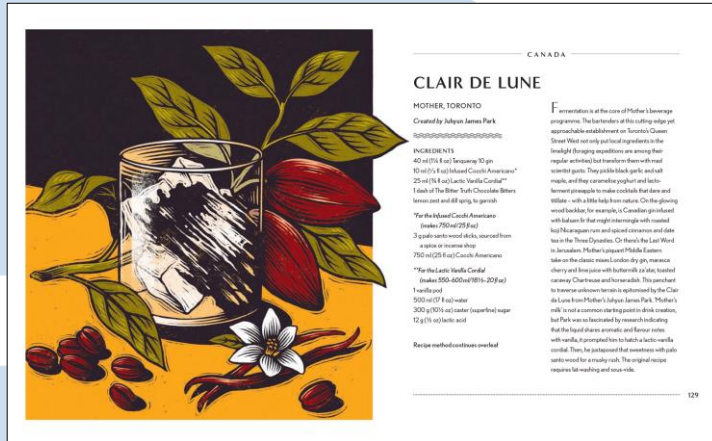 CANADA
CLAIR DE LUNE
MOTHER, TORONTO
Created by Juhyun James Park
INGREDIENTS
40 ml (1⅓ fl oz) Tanqueray 10 gin
10 ml (⅓ fl oz) Infused Cocchi Americano*
25 ml (¾ fl oz) Lactic Vanilla Cordial**
1 dash of The Bitter Truth Chocolate Bitters
lemon zest and dill sprig, to garnish
*For the Infused Cocchi Americano
(makes 750 ml/25 fl oz)
3 g palo santo wood sticks, sourced from
a spice or incense shop
750 ml (25 fl oz) Cocchi Americano
**For the Lactic Vanilla Cordial
(makes 550–600 ml/18½–20 fl oz)
1 vanilla pod
500 ml (17 fl oz) water
300 g (10½ oz) caster (superfine) sugar
12 g (½ oz) lactic acid
Recipe method continues overleaf
Fermentation is at the core of Mother's beverage
programme. The bartenders at this cutting-edge yet
approachable establishment on Toronto's Queen
Street West not only put local ingredients in the
limelight (foraging expeditions are among their
regular activities) but transform them with mad
scientist gusto. They pickle black garlic and salt
maple, and they caramelise yoghurt and lacto-
ferment pineapple to make cocktails that dare and
titillate – with a little help from nature. On the glowing
wood backbar, for example, is Canadian gin infused
with balsam fir that might intermingle with roasted
koji Nicaraguan rum and spiced cinnamon and date
tea in the Three Dynasties. Or there's the Last Word
in Jerusalem. Mother's piquant Middle Eastern
take on the classic mixes London dry gin, marasca
cherry and lime juice with buttermilk za'atar, toasted
caraway Chartreuse and horseradish. This penchant
to traverse unknown terrain is epitomised by the Clair
de Lune from Mother's Juhyun James Park. 'Mother's
milk' is not a common starting point in drink creation,
but Park was so fascinated by research indicating
that the liquid shares aromatic and flavour notes
with vanilla, it prompted him to hatch a lactic-vanilla
cordial. Then, he juxtaposed that sweetness with palo
santo wood for a musky rush. The original recipe
requires fat-washing and sous-vide.
129